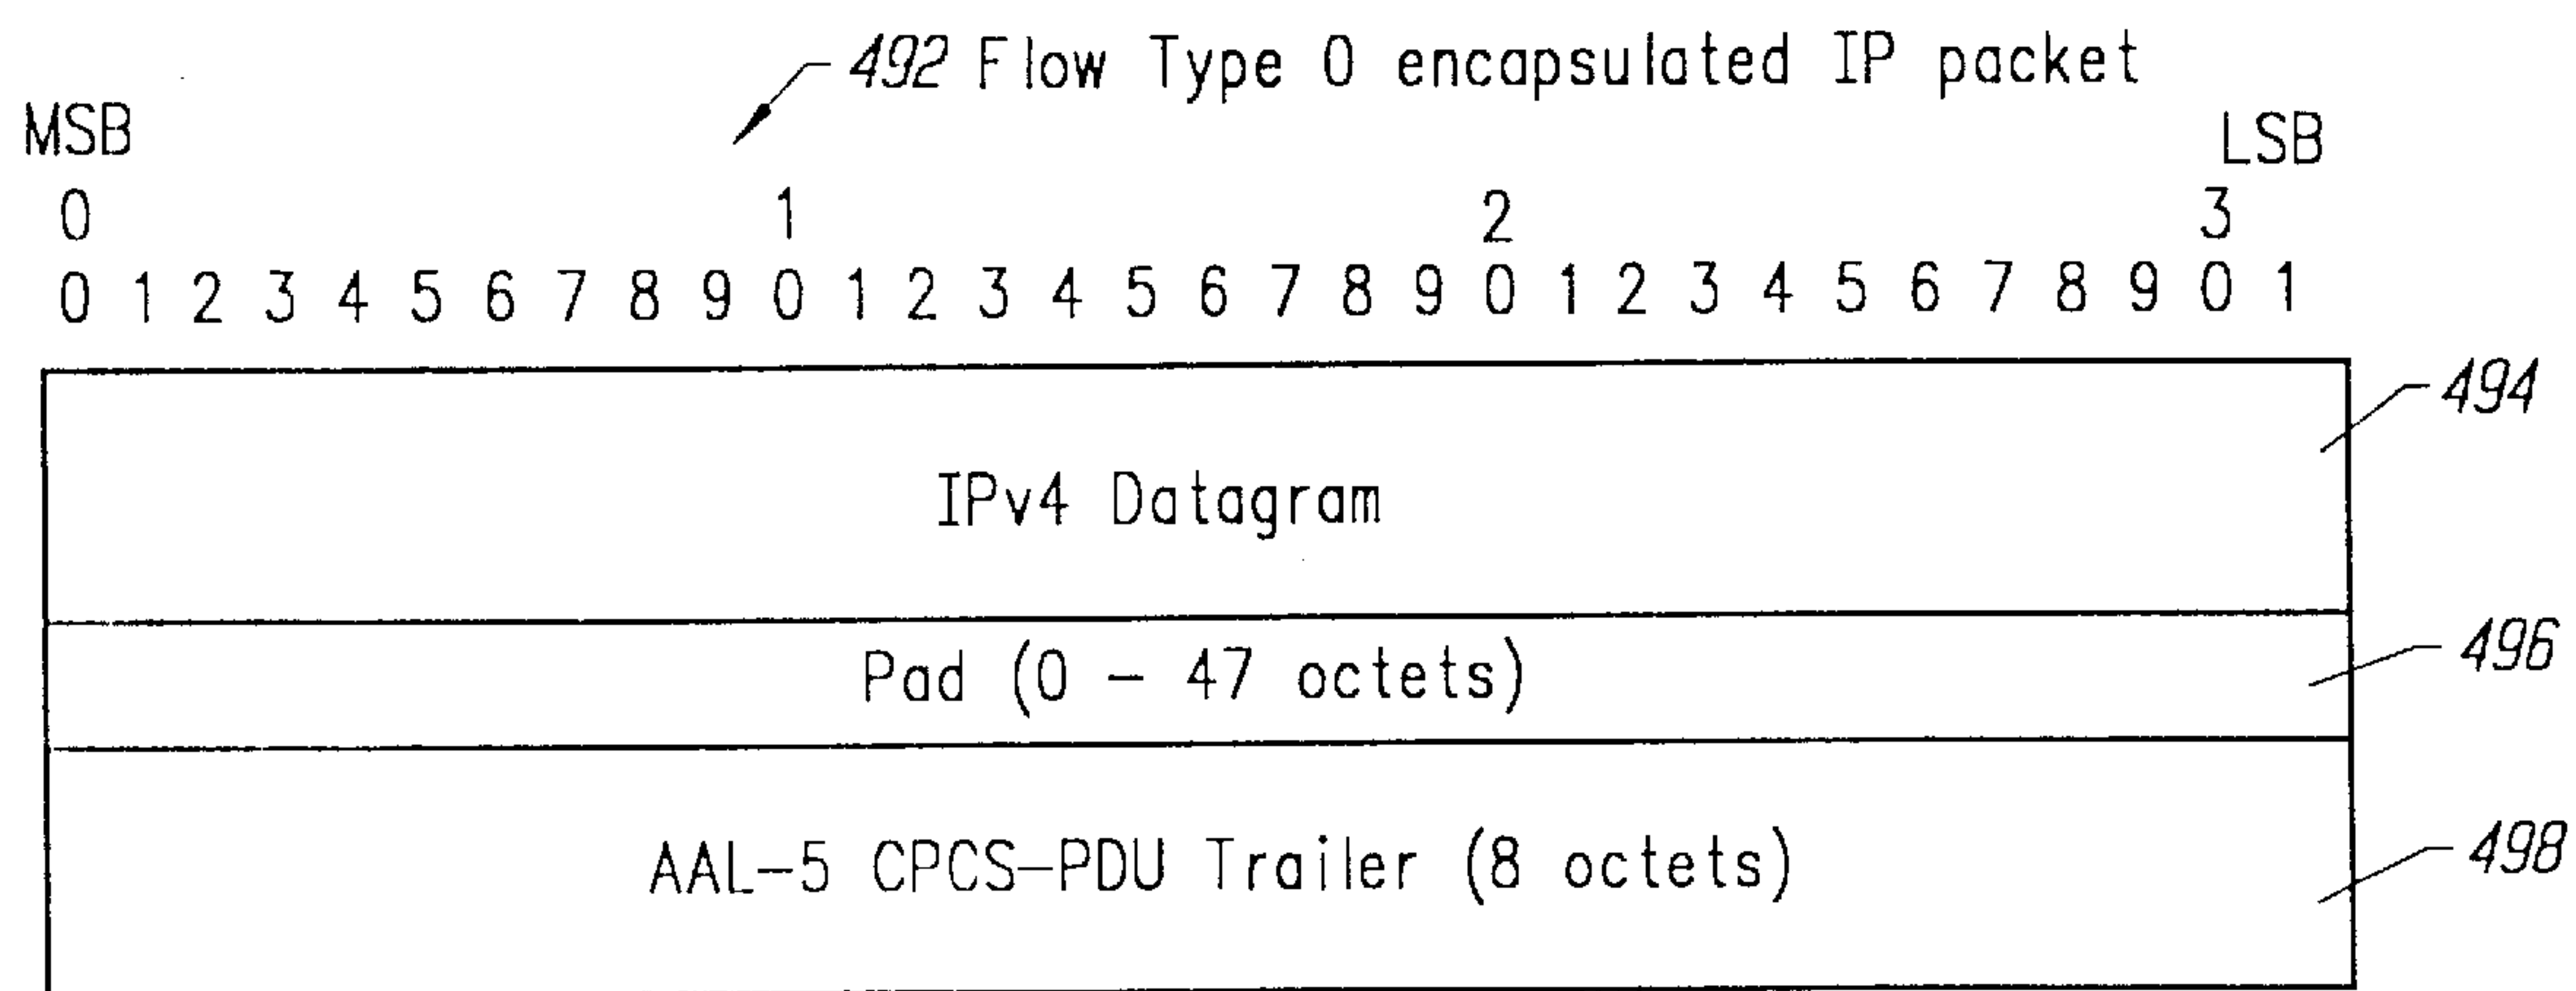 492 Flow Type 0 encapsulated IP packet
MSB LSB
0 1 2 3
0 1 2 3 4 5 6 7 8 9 0 1 2 3 4 5 6 7 8 9 0 1 2 3 4 5 6 7 8 9 0 1
494
IPv4 Datagram
Pad (0 – 47 octets)
496
AAL–5 CPCS–PDU Trailer (8 octets)
498